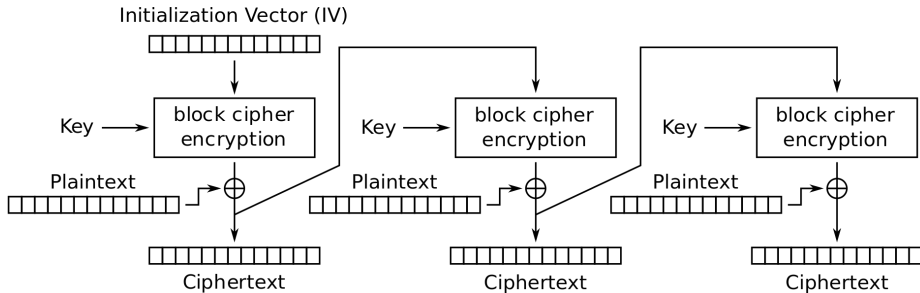 Initialization Vector (IV)
block cipher
encryption
Key
Plaintext
Ciphertext
block cipher
encryption
Key
Plaintext
Ciphertext
block cipher
encryption
Key
Plaintext
Ciphertext